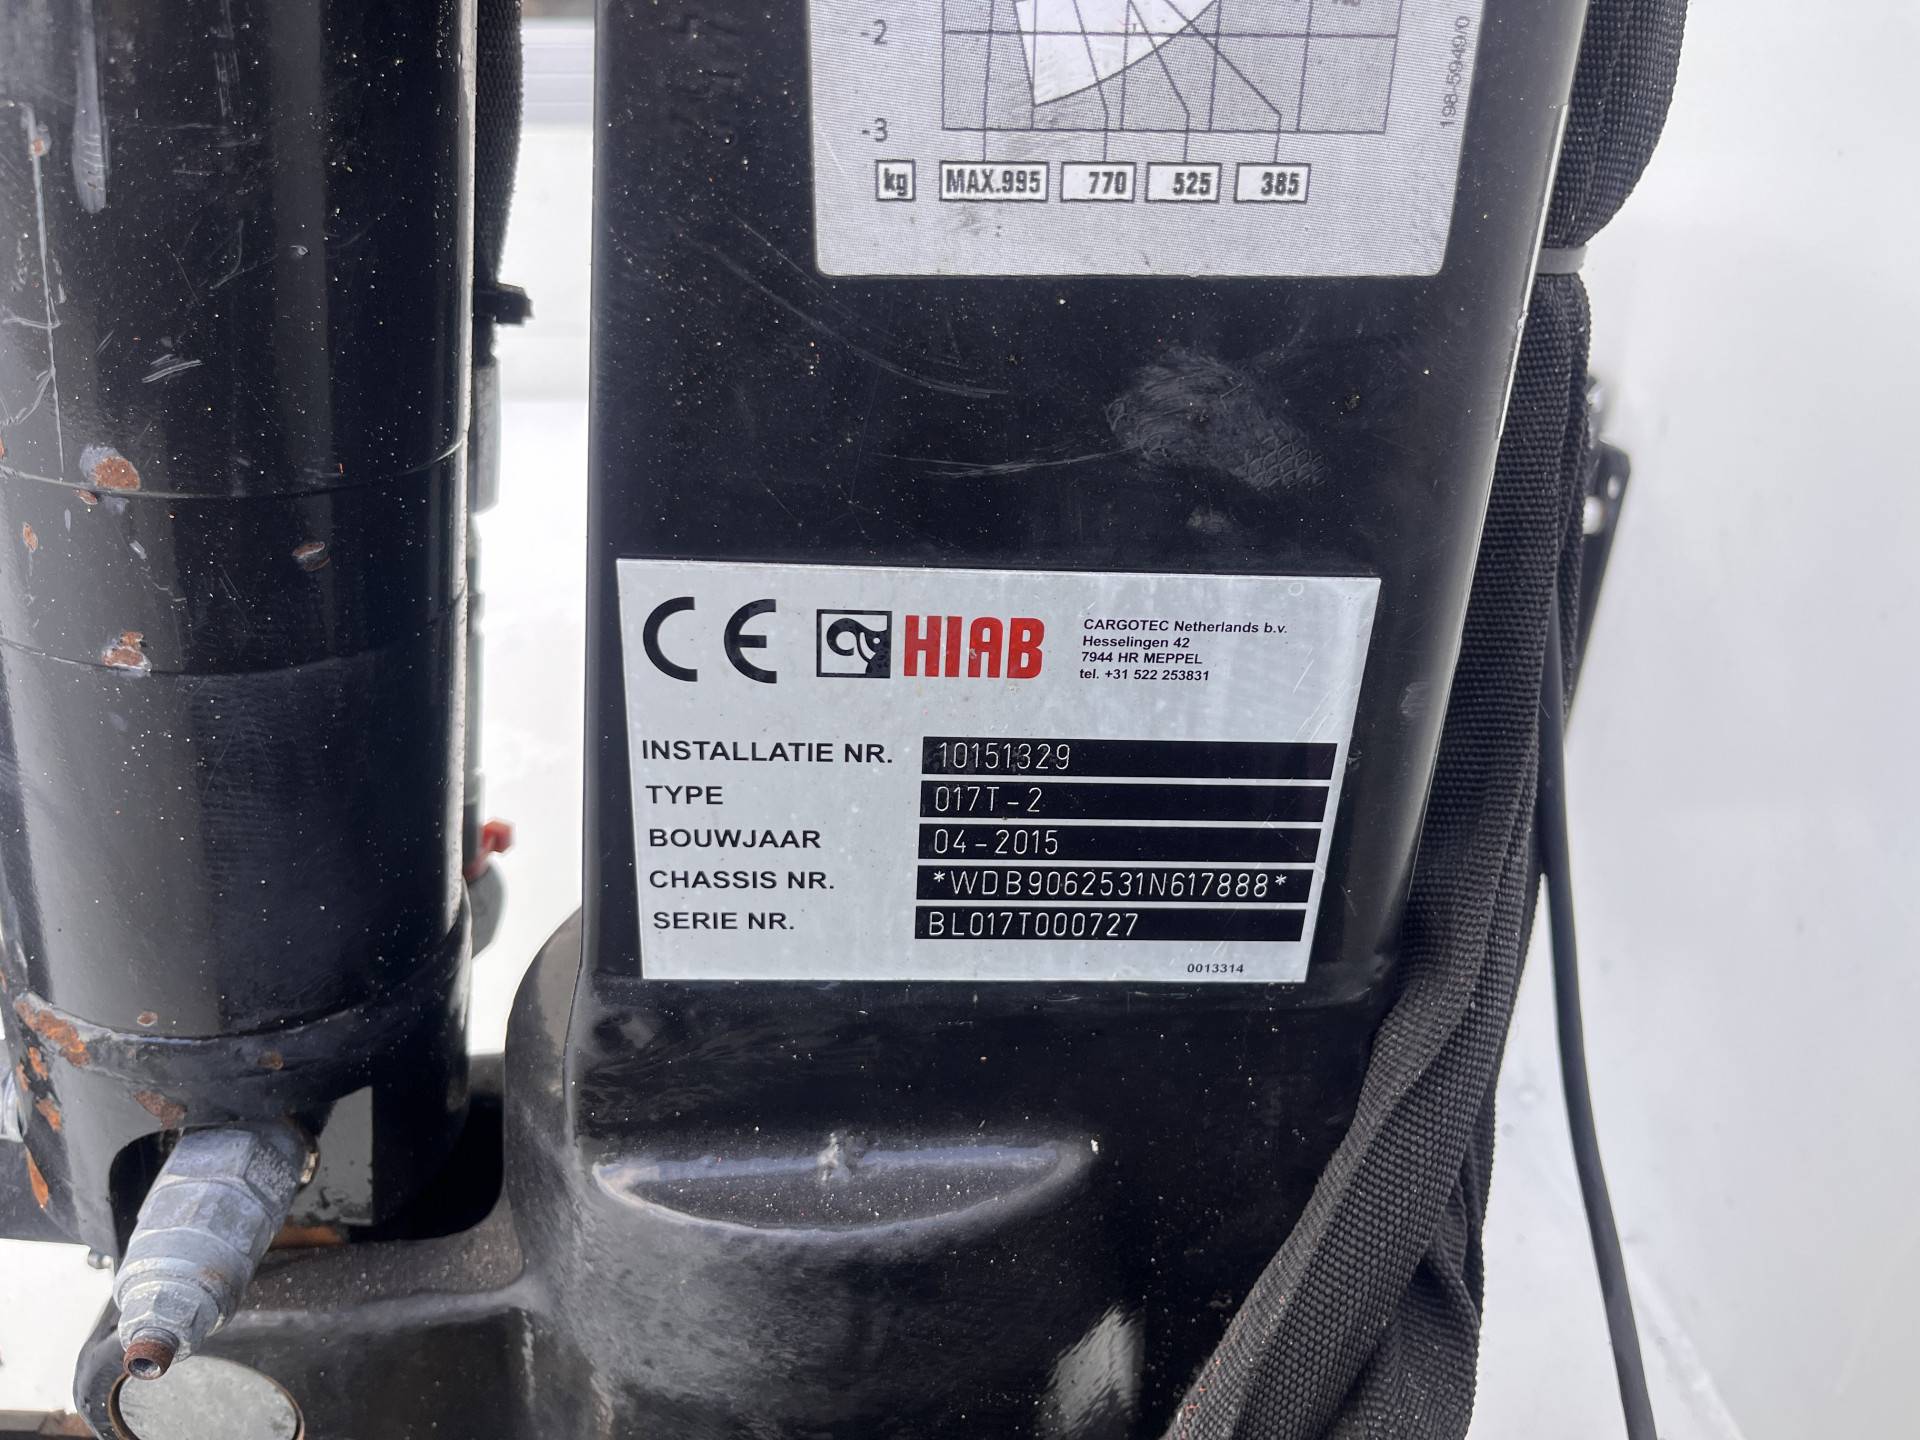 -2
-3
kg MAX.995 770 525 385
198-5949/0
CE HIAB
CARGOTEC Netherlands b.v.
Hesselingen 42
7944 HR MEPPEL
tel. +31 522 253831
INSTALLATIE NR. 10151329
TYPE 017T-2
BOUWJAAR 04-2015
CHASSIS NR. *WDB9062531N617888*
SERIE NR. BL017T000727
0013314